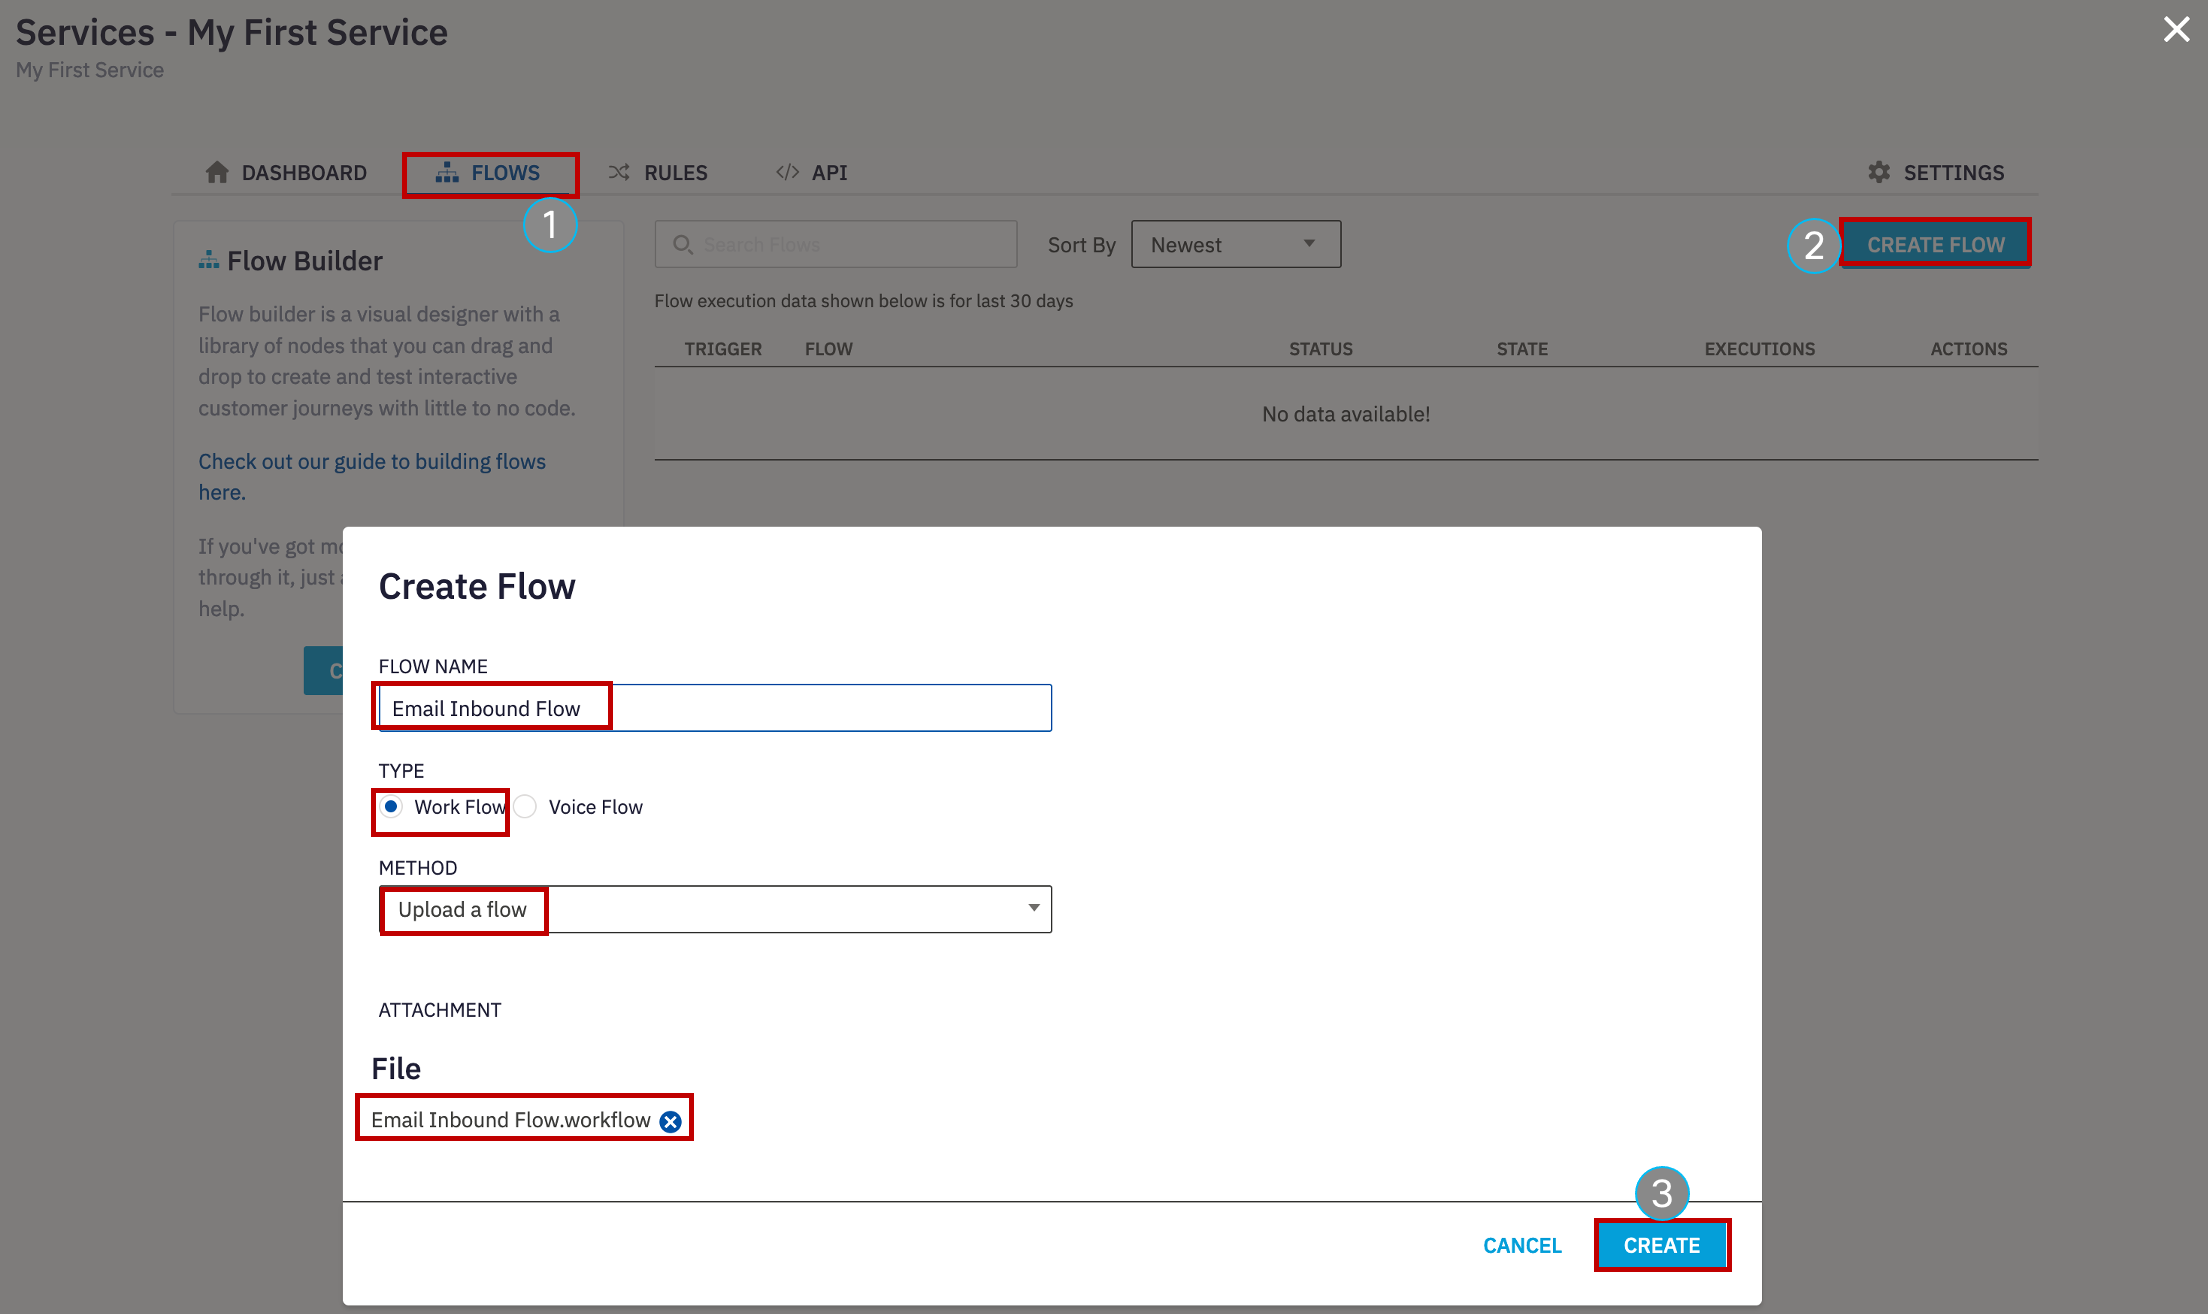 Services - My First Service
My First Service
DASHBOARD
FLOWS
RULES
</> API
SETTINGS
1
Flow Builder
Flow builder is a visual designer with a
library of nodes that you can drag and
drop to create and test interactive
customer journeys with little to no code.
Check out our guide to building flows
here.
If you've got
through it, just
help.
C
Search Flows
Sort By
Newest
2
CREATE FLOW
Flow execution data shown below is for last 30 days
TRIGGER FLOW STATUS STATE EXECUTIONS ACTIONS
No data available!
Create Flow
FLOW NAME
Email Inbound Flow
TYPE
Work Flow
Voice Flow
METHOD
Upload a flow
ATTACHMENT
File
Email Inbound Flow.workflow
3
CANCEL
CREATE